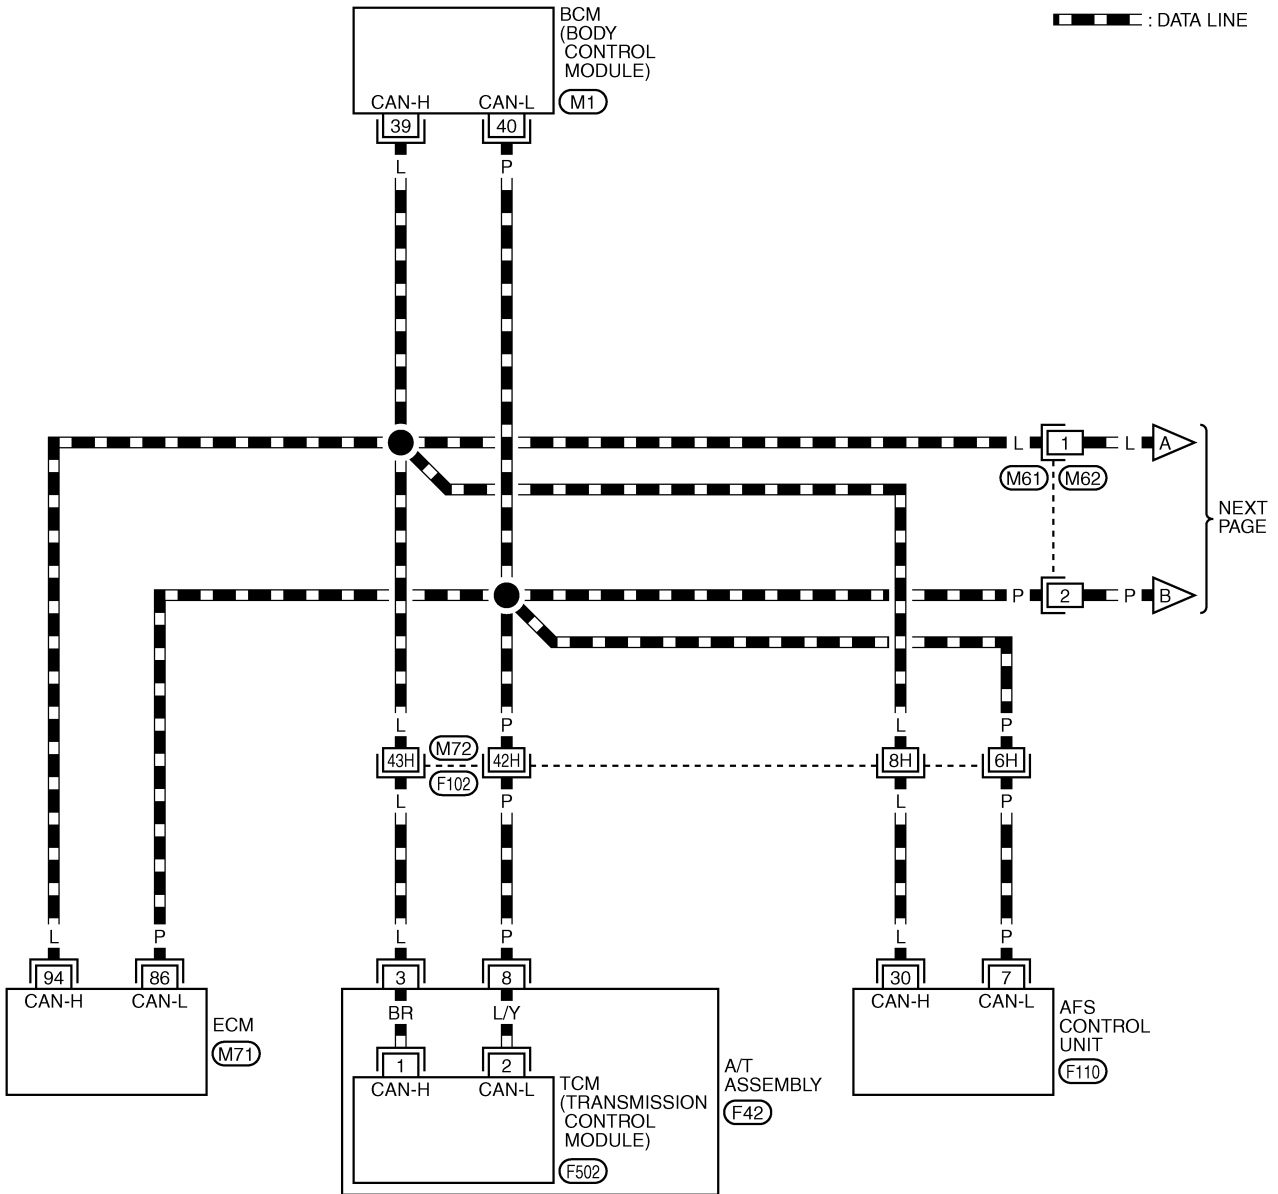 BCM
(BODY
CONTROL
MODULE)
: DATA LINE
CAN-H
CAN-L
M1
39
40
L
P
L
1
L
A
M61
M62
NEXT
PAGE
P
2
P
B
L
P
L
P
43H
M72
42H
8H
6H
F102
L
P
L
P
L
P
L
P
L
P
94
86
3
8
30
7
CAN-H
CAN-L
BR
L/Y
CAN-H
CAN-L
ECM
M71
AFS
CONTROL
UNIT
F110
1
2
CAN-H
CAN-L
TCM
(TRANSMISSION
CONTROL
MODULE)
F502
A/T
ASSEMBLY
F42